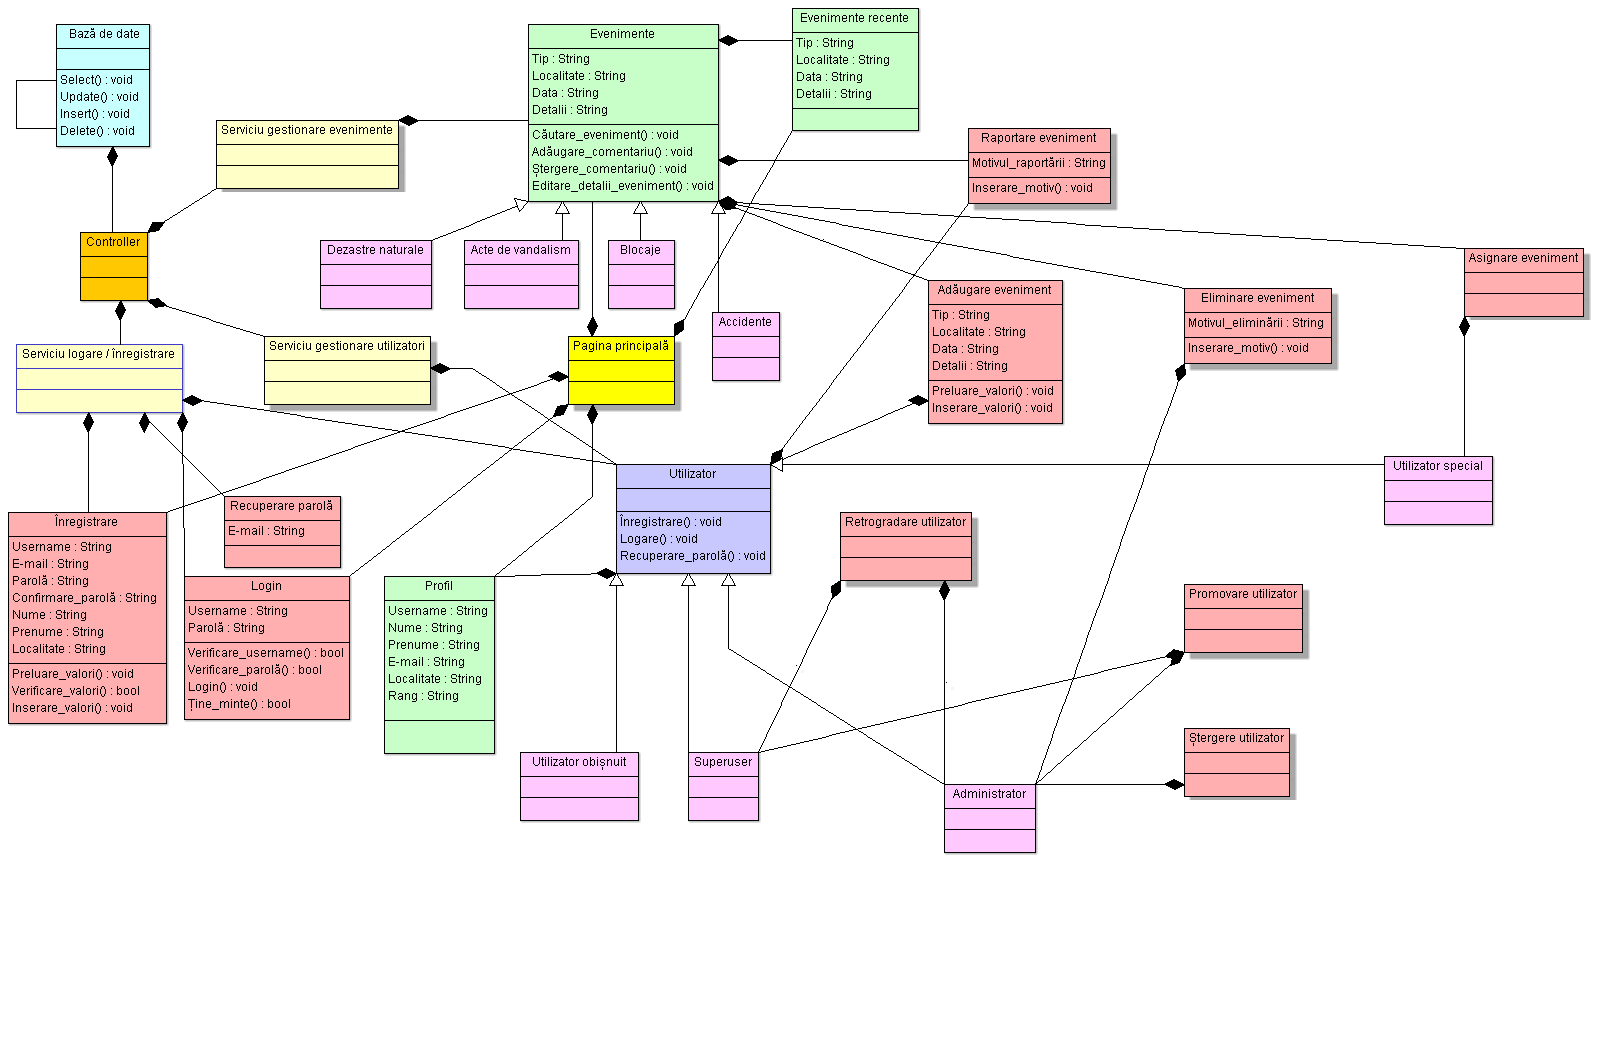 Bază de date
Select() : void
Update() : void
Insert() : void
Delete() : void
Serviciu gestionare evenimente
Evenimente
Tip : String
Localitate : String
Data : String
Detalii : String
Căutare_eveniment() : void
Adăugare_comentariu() : void
Ștergere_comentariu() : void
Editare_detalii_eveniment() : void
Evenimente recente
Tip : String
Localitate : String
Data : String
Detalii : String
Raportare eveniment
Motivul_raportării : String
Inserare_motiv() : void
Controller
Dezastre naturale
Acte de vandalism
Blocaje
Accidente
Adăugare eveniment
Tip : String
Localitate : String
Data : String
Detalii : String
Preluare_valori() : void
Inserare_valori() : void
Eliminare eveniment
Motivul_eliminării : String
Inserare_motiv() : void
Asignare eveniment
Serviciu logare / înregistrare
Serviciu gestionare utilizatori
Pagina principală
Utilizator
Înregistrare() : void
Logare() : void
Recuperare_parolă() : void
Utilizator special
Înregistrare
Username : String
E-mail : String
Parolă : String
Confirmare_parolă : String
Nume : String
Prenume : String
Localitate : String
Preluare_valori() : void
Verificare_valori() : bool
Inserare_valori() : void
Recuperare parolă
E-mail : String
Login
Username : String
Parolă : String
Verificare_username() : bool
Verificare_parolă() : bool
Login() : void
Ține_minte() : bool
Profil
Username : String
Nume : String
Prenume : String
E-mail : String
Localitate : String
Rang : String
Retrogradare utilizator
Promovare utilizator
Ștergere utilizator
Utilizator obișnuit
Superuser
Administrator